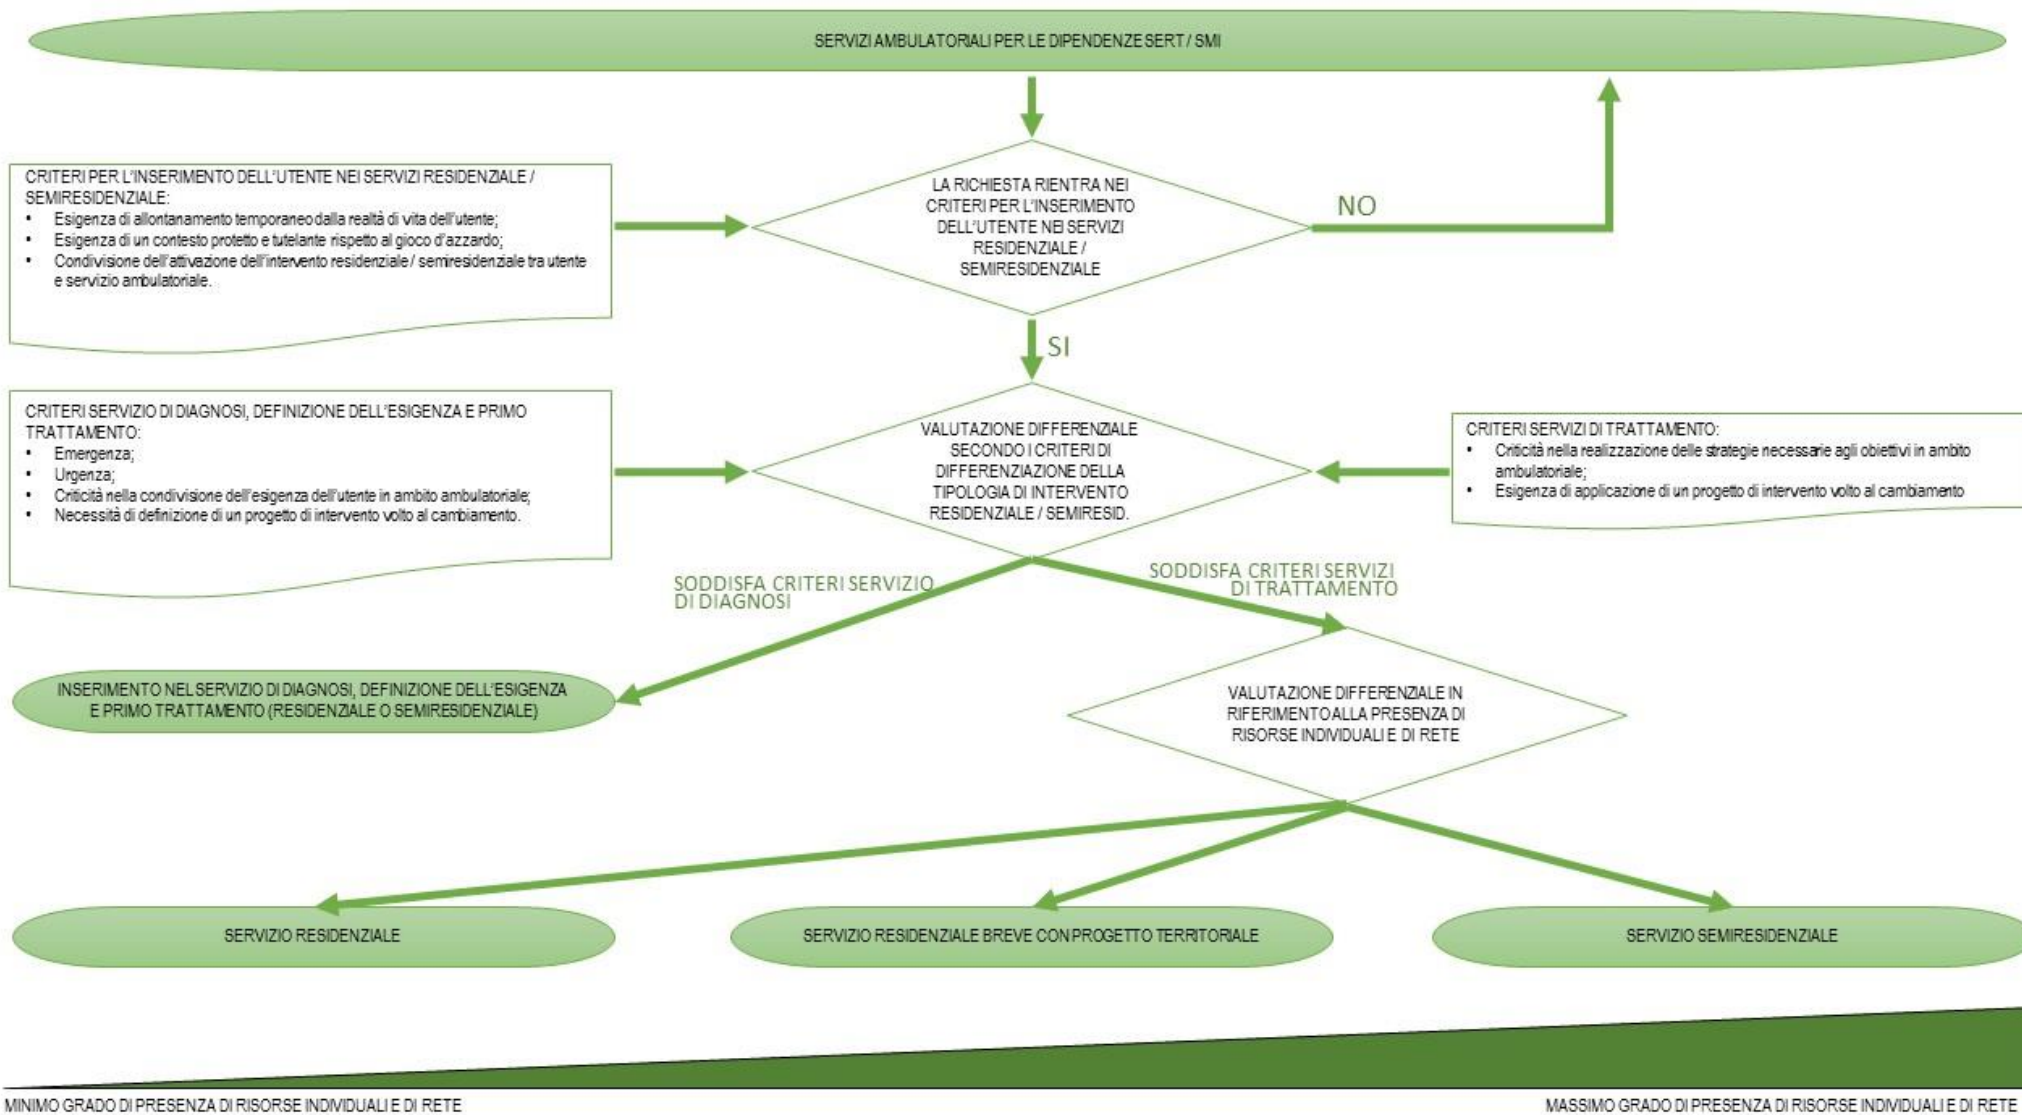 SERVIZI AMBULATORIALI PER LE DIPENDENZE SERT / SMI
CRITERI PER L'INSERIMENTO DELL'UTENTE NEI SERVIZI RESIDENZIALE /
SEMIRESIDENZIALE:
• Esigenza di allontanamento temporaneo dalla realtà di vita dell'utente;
• Esigenza di un contesto protetto e tutelante rispetto al gioco d'azzardo;
• Condivisione dell'attivazione dell'intervento residenziale / semiresidenziale tra utente
e servizio ambulatoriale.
LA RICHIESTA RIENTRA NEI
CRITERI PER L'INSERIMENTO
DELL'UTENTE NEI SERVIZI
RESIDENZIALE /
SEMIRESIDENZIALE
NO
SI
CRITERI SERVIZIO DI DIAGNOSI, DEFINIZIONE DELL'ESIGENZA E PRIMO
TRATTAMENTO:
• Emergenza;
• Urgenza;
• Criticità nella condivisione dell'esigenza dell'utente in ambito ambulatoriale;
• Necessità di definizione di un progetto di intervento volto al cambiamento.
VALUTAZIONE DIFFERENZIALE
SECONDO I CRITERI DI
DIFFERENZIAZIONE DELLA
TIPOLOGIA DI INTERVENTO
RESIDENZIALE / SEMIRESID.
CRITERI SERVIZI DI TRATTAMENTO:
• Criticità nella realizzazione delle strategie necessarie agli obiettivi in ambito
ambulatoriale;
• Esigenza di applicazione di un progetto di intervento volto al cambiamento
SODDISFA CRITERI SERVIZIO
DI DIAGNOSI
SODDISFA CRITERI SERVIZI
DI TRATTAMENTO
INSERIMENTO NEL SERVIZIO DI DIAGNOSI, DEFINIZIONE DELL'ESIGENZA
E PRIMO TRATTAMENTO (RESIDENZIALE O SEMIRESIDENZIALE)
VALUTAZIONE DIFFERENZIALE IN
RIFERIMENTO ALLA PRESENZA DI
RISORSE INDIVIDUALI E DI RETE
SERVIZIO RESIDENZIALE
SERVIZIO RESIDENZIALE BREVE CON PROGETTO TERRITORIALE
SERVIZIO SEMIRESIDENZIALE
MINIMO GRADO DI PRESENZA DI RISORSE INDIVIDUALI E DI RETE
MASSIMO GRADO DI PRESENZA DI RISORSE INDIVIDUALI E DI RETE